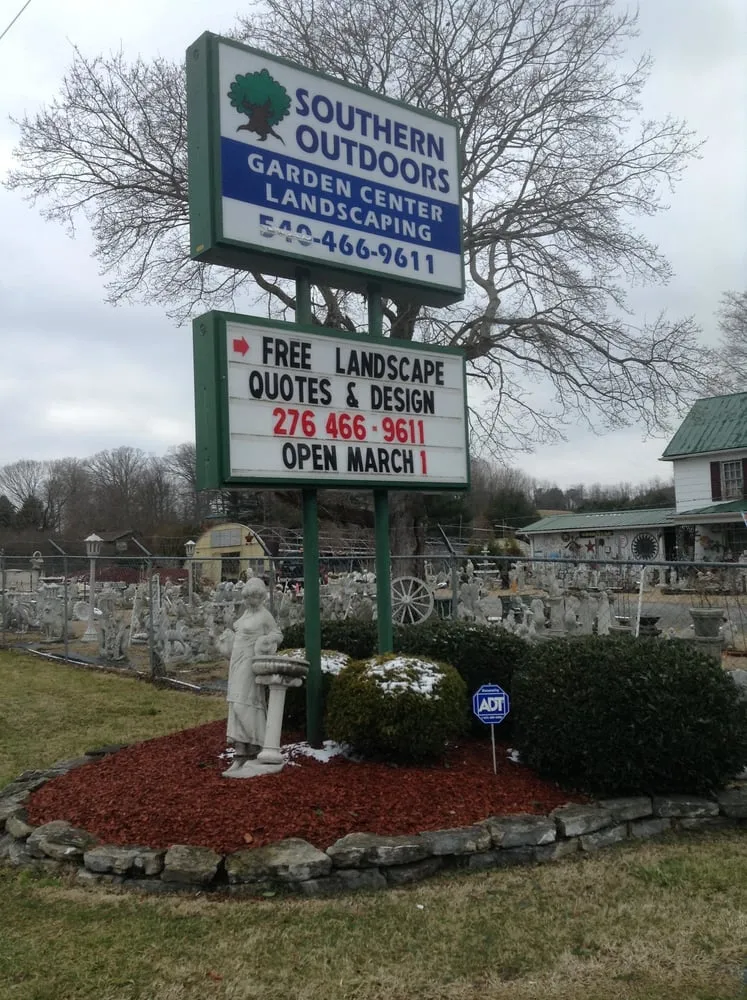 SOUTHERN
OUTDOORS
GARDEN CENTER
LANDSCAPING
540-466-9611
FREE LANDSCAPE
QUOTES & DESIGN
276 466-9611
OPEN MARCH 1
ADT